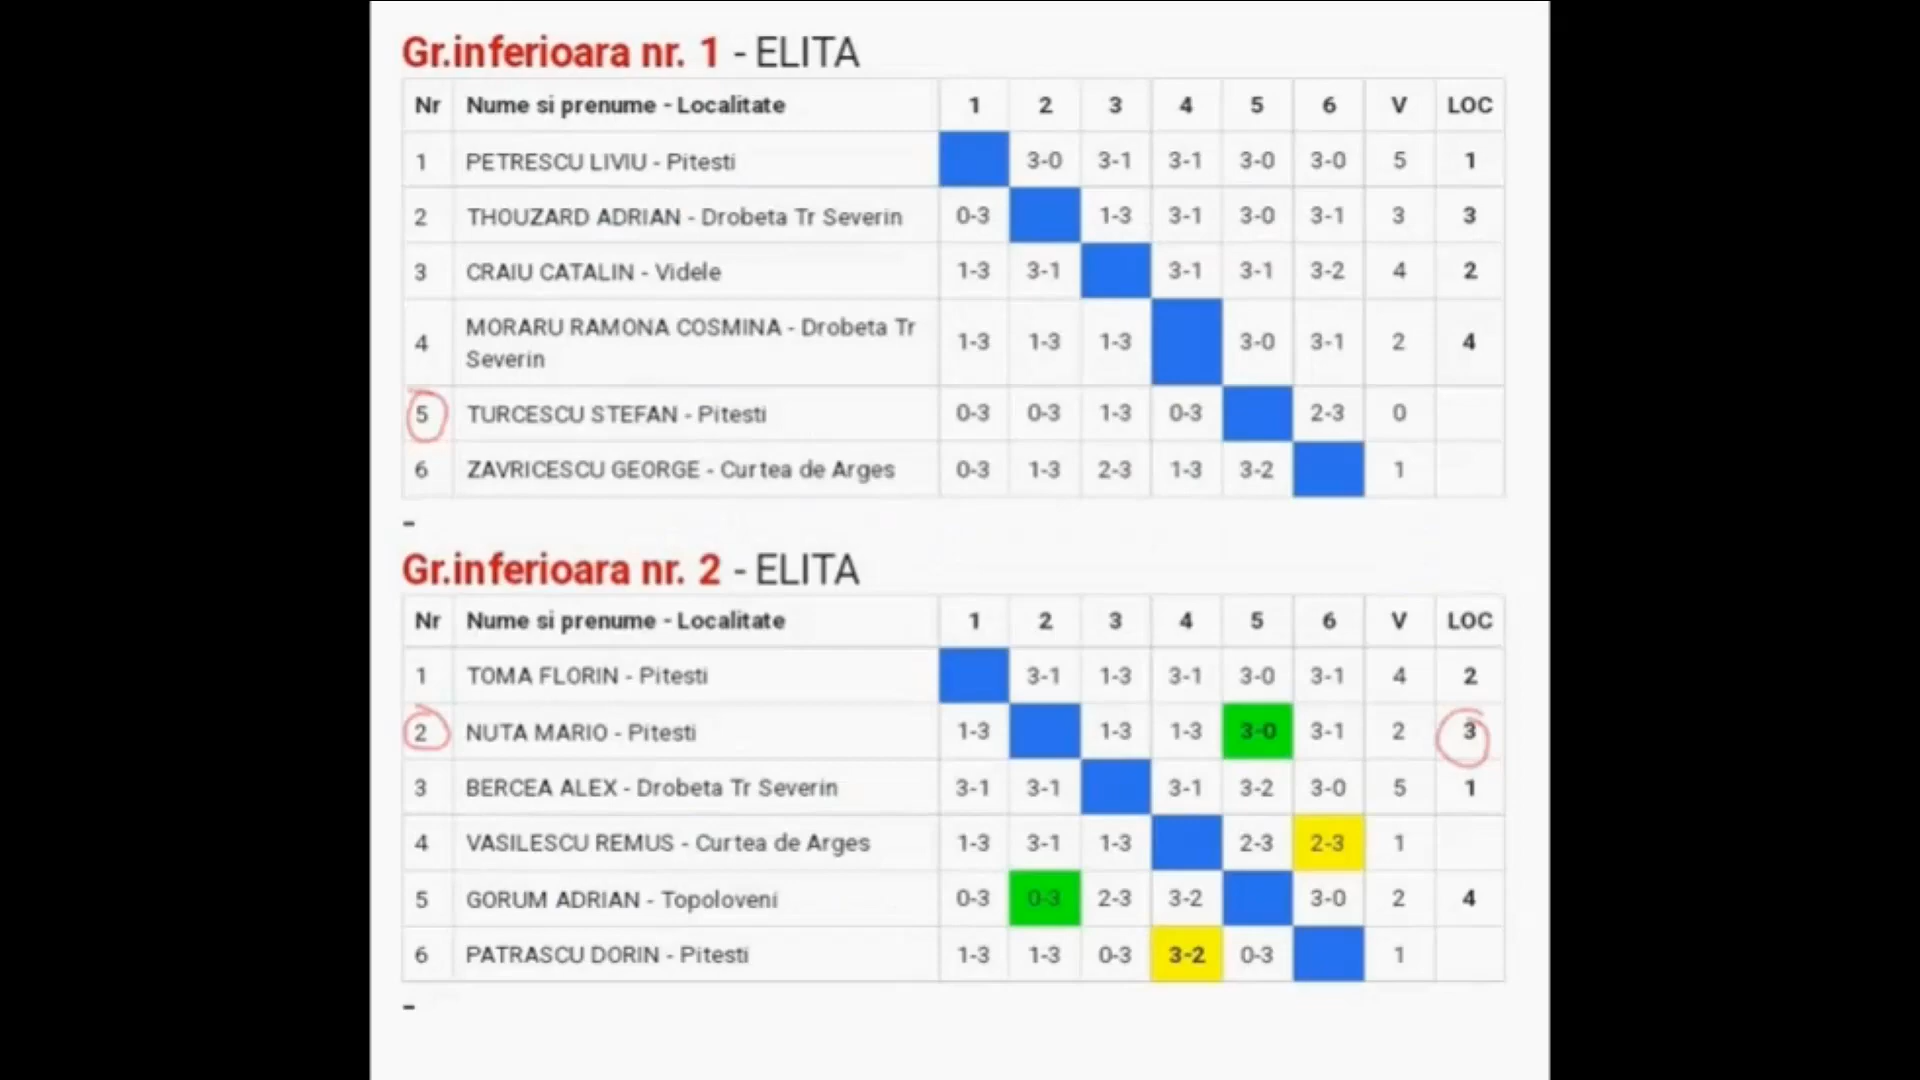 Gr.inferioara nr. 1 - ELITA
Nr Nume si prenume - Localitate 1 2 3 4 5 6 V LOC
1 PETRESCU LIVIU - Pitesti 3-0 3-1 3-1 3-0 3-0 5 1
2 THOUZARD ADRIAN - Drobeta Tr Severin 0-3 1-3 3-1 3-0 3-1 3 3
3 CRAIU CATALIN - Videle 1-3 3-1 3-1 3-1 3-2 4 2
4 MORARU RAMONA COSMINA - Drobeta Tr
Severin 1-3 1-3 1-3 3-0 3-1 2 4
5 TURCESCU STEFAN - Pitesti 0-3 0-3 1-3 0-3 2-3 0
6 ZAVRICESCU GEORGE - Curtea de Arges 0-3 1-3 2-3 1-3 3-2 1
-
Gr.inferioara nr. 2 - ELITA
Nr Nume si prenume - Localitate 1 2 3 4 5 6 V LOC
1 TOMA FLORIN - Pitesti 3-1 1-3 3-1 3-0 3-1 4 2
2 NUTA MARIO - Pitesti 1-3 1-3 1-3 3-0 3-1 2 3
3 BERCEA ALEX - Drobeta Tr Severin 3-1 3-1 3-1 3-2 3-0 5 1
4 VASILESCU REMUS - Curtea de Arges 1-3 3-1 1-3 2-3 2-3 1
5 GORUM ADRIAN - Topoloveni 0-3 0-3 2-3 3-2 3-0 2 4
6 PATRASCU DORIN - Pitesti 1-3 1-3 0-3 3-2 0-3 1
-